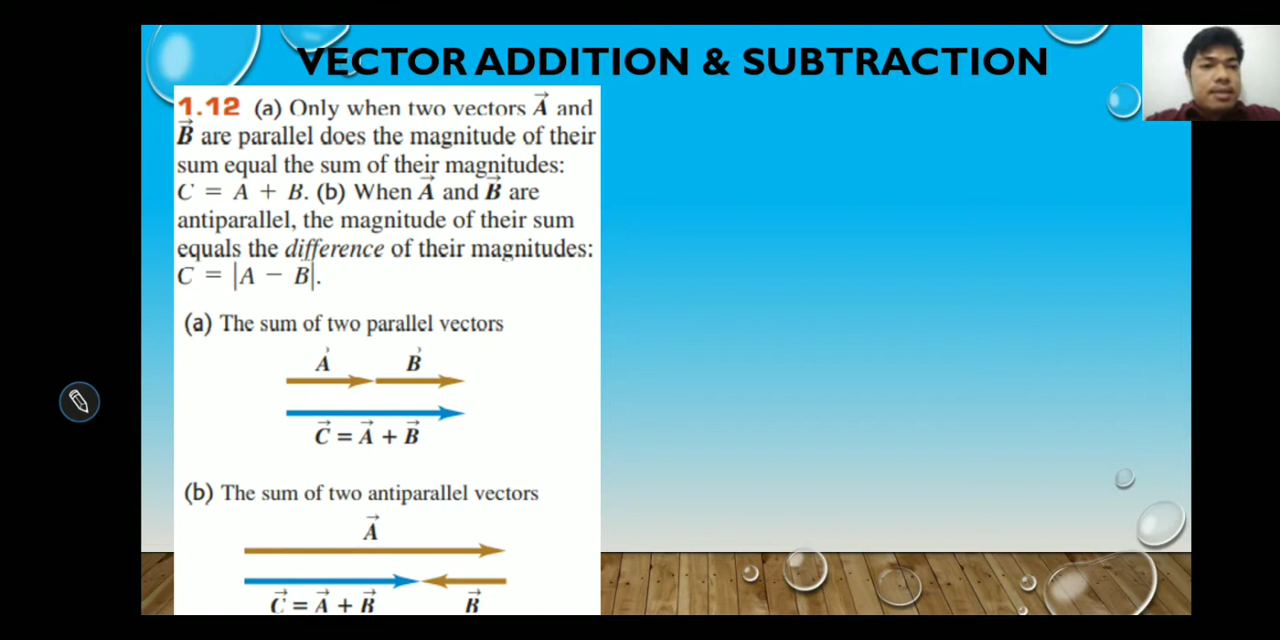 VECTOR ADDITION & SUBTRACTION
1.12 (a) Only when two vectors A⃗ and
B⃗ are parallel does the magnitude of their
sum equal the sum of their magnitudes:
C = A + B. (b) When A⃗ and B⃗ are
antiparallel, the magnitude of their sum
equals the difference of their magnitudes:
C = |A − B|.
(a) The sum of two parallel vectors
A⃗ B⃗
C⃗ = A⃗ + B⃗
(b) The sum of two antiparallel vectors
A⃗
C⃗ = A⃗ + B⃗ B⃗